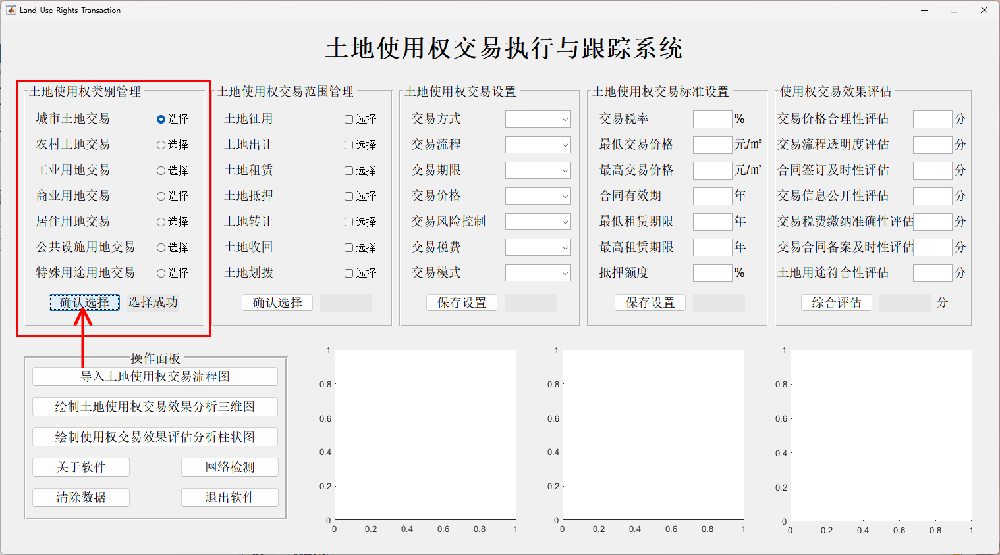 Land_Use_Rights_Transaction
土地使用权交易执行与跟踪系统
土地使用权类别管理
城市土地交易 选择
农村土地交易 选择
工业用地交易 选择
商业用地交易 选择
居住用地交易 选择
公共设施用地交易 选择
特殊用途用地交易 选择
确认选择 选择成功
土地使用权交易范围管理
土地征用 选择
土地出让 选择
土地租赁 选择
土地抵押 选择
土地转让 选择
土地收回 选择
土地划拨 选择
确认选择
土地使用权交易设置
交易方式
交易流程
交易期限
交易价格
交易风险控制
交易税费
交易模式
保存设置
土地使用权交易标准设置
交易税率 %
最低交易价格 元/㎡
最高交易价格 元/㎡
合同有效期 年
最低租赁期限 年
最高租赁期限 年
抵押额度 %
保存设置
使用权交易效果评估
交易价格合理性评估 分
交易流程透明度评估 分
合同签订及时性评估 分
交易信息公开性评估 分
交易税费缴纳准确性评估 分
交易合同备案及时性评估 分
土地用途符合性评估 分
综合评估 分
操作面板
导入土地使用权交易流程图
绘制土地使用权交易效果分析三维图
绘制使用权交易效果评估分析柱状图
关于软件 网络检测
清除数据 退出软件
1
0.8
0.6
0.4
0.2
0
0 0.2 0.4 0.6 0.8 1
1
0.8
0.6
0.4
0.2
0
0 0.2 0.4 0.6 0.8 1
1
0.8
0.6
0.4
0.2
0
0 0.2 0.4 0.6 0.8 1